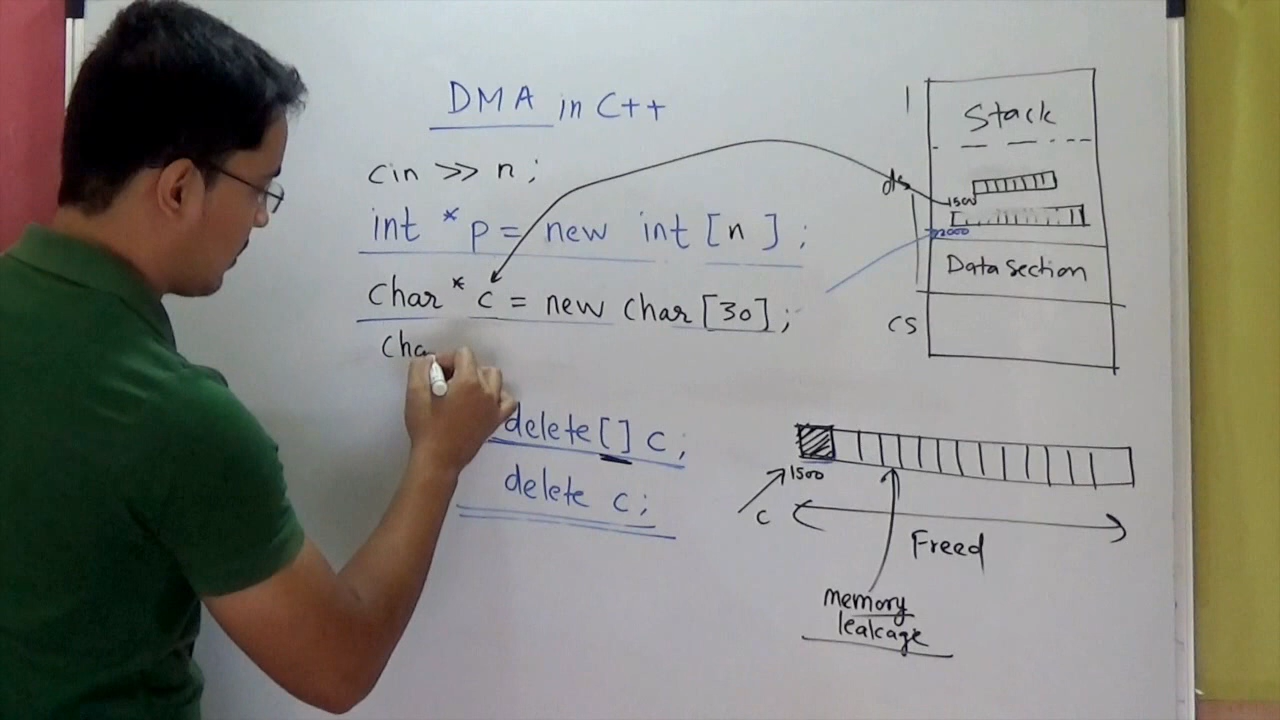 DMA in C++
cin >> n ;
int * p = new int [n] ;
char * c = new char [30] ;
cha
delete [] c ;
delete c ;
Stack
ds
1500
2000
Data section
CS
1500
c
Freed
memory
leakage